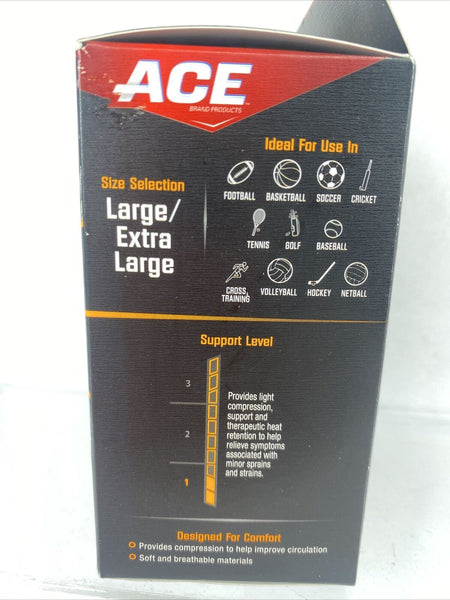 ACE
BRAND PRODUCTS
™
Size Selection
Large/
Extra
Large
Ideal For Use In
FOOTBALL BASKETBALL SOCCER CRICKET
TENNIS GOLF BASEBALL
CROSS TRAINING VOLLEYBALL HOCKEY NETBALL
Support Level
3
2
1
Provides light
compression,
support and
therapeutic heat
retention to help
relieve symptoms
associated with
minor sprains
and strains.
Designed For Comfort
Provides compression to help improve circulation
Soft and breathable materials